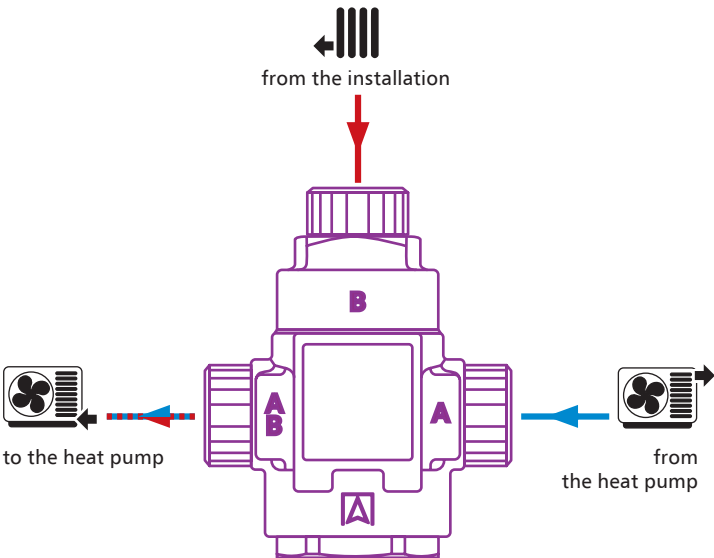 from the installation
B
A
B
A
to the heat pump
from
the heat pump